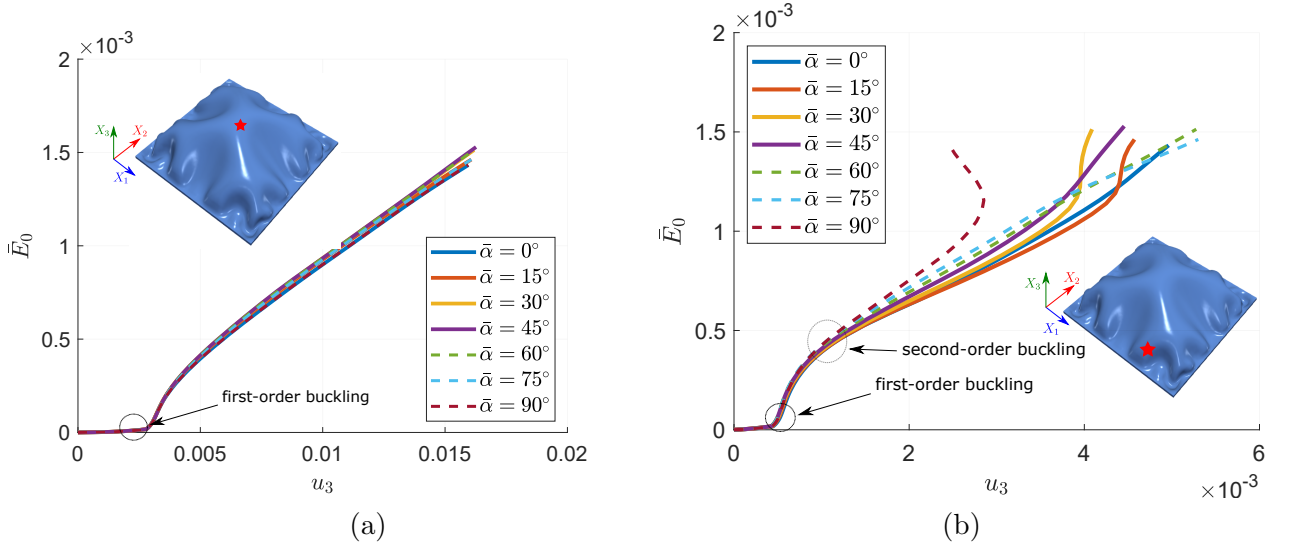 ×10⁻³
2
1.5
1
0.5
0
Ē₀
X₃
X₂
X₁
ᾱ = 0°
ᾱ = 15°
ᾱ = 30°
ᾱ = 45°
ᾱ = 60°
ᾱ = 75°
ᾱ = 90°
first-order buckling
0 0.005 0.01 0.015 0.02
u₃
(a)
×10⁻³
2
1.5
1
0.5
0
Ē₀
ᾱ = 0°
ᾱ = 15°
ᾱ = 30°
ᾱ = 45°
ᾱ = 60°
ᾱ = 75°
ᾱ = 90°
X₃
X₂
X₁
second-order buckling
first-order buckling
0 2 4 6
u₃
×10⁻³
(b)